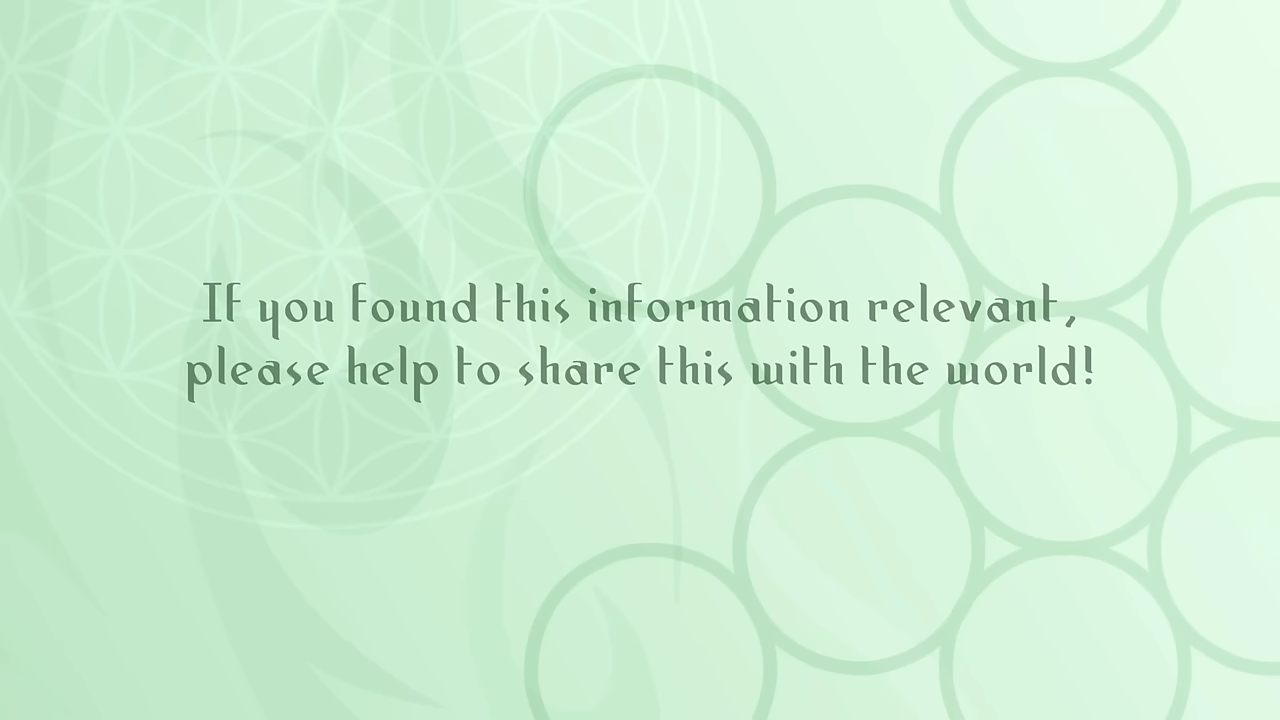 If you found this information relevant,
please help to share this with the world!